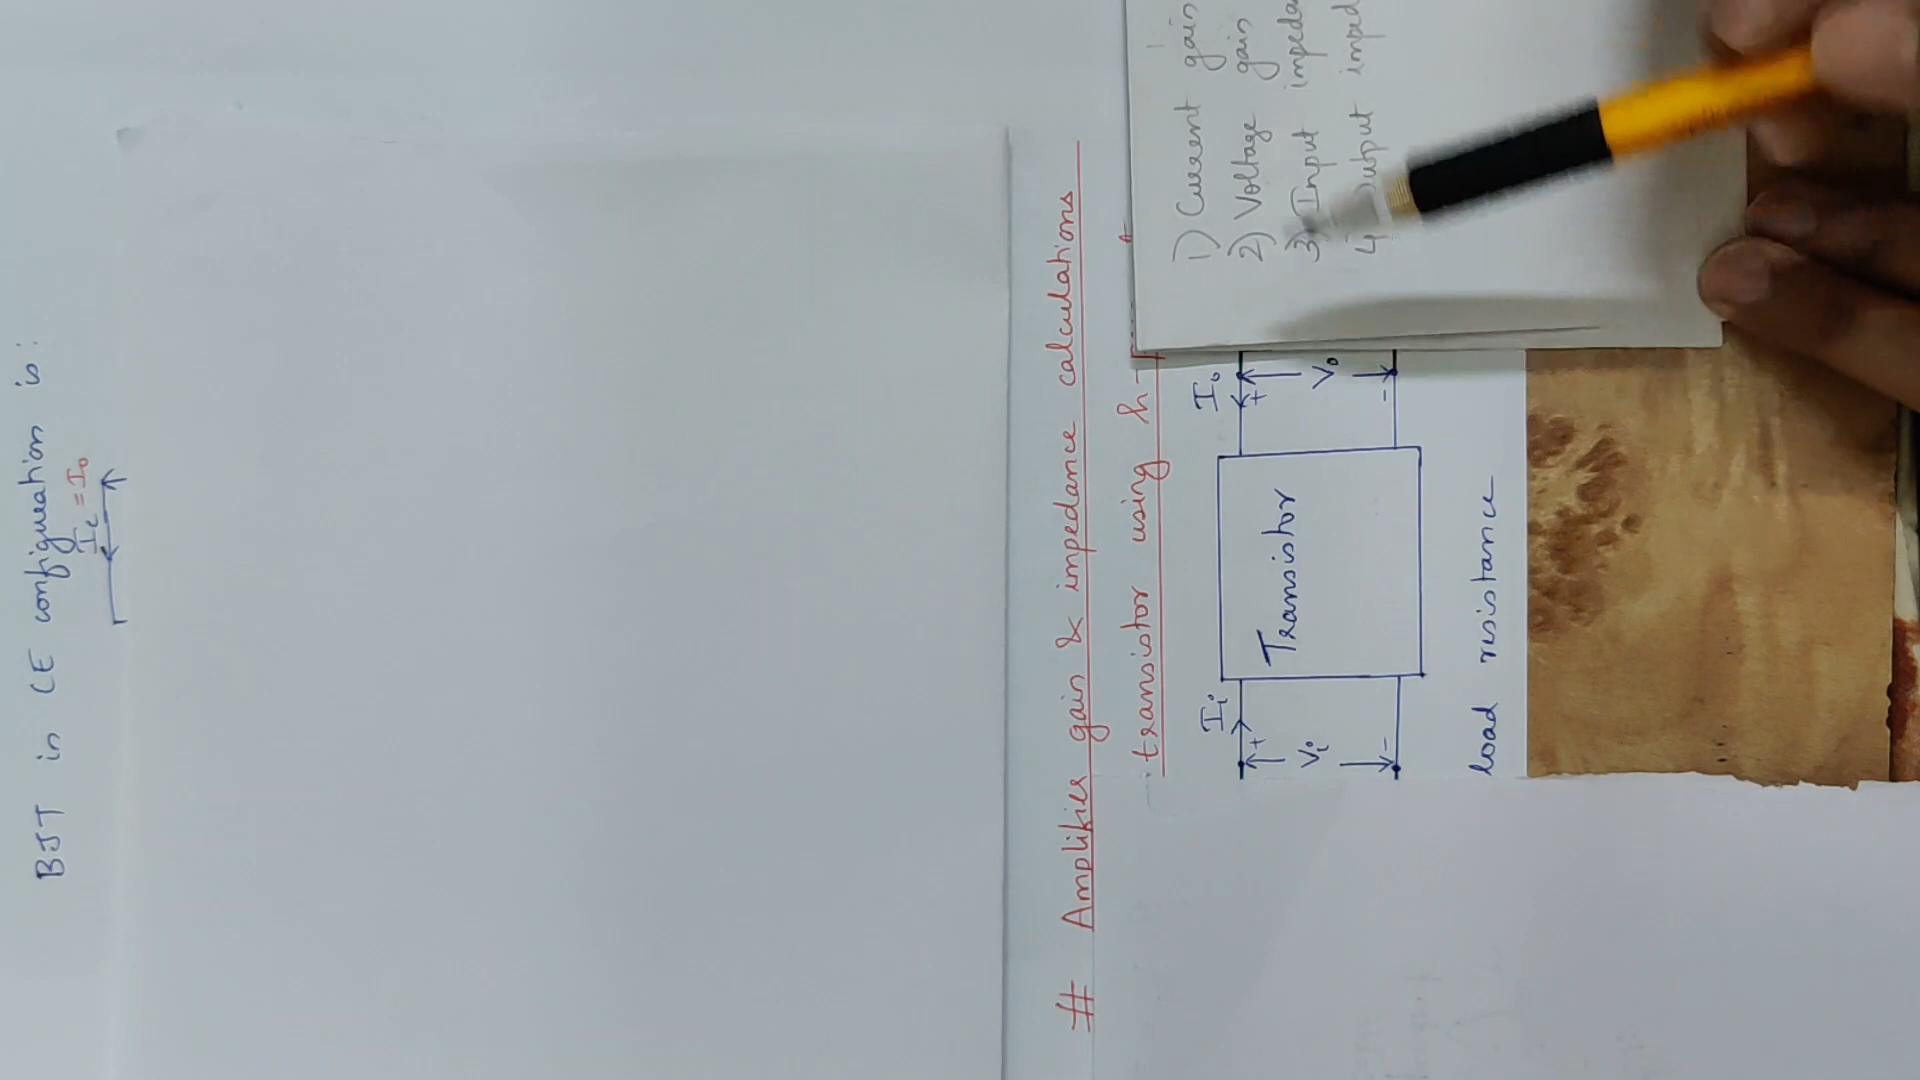 BJT in CE configuration is:
Ic = Io
# Amplifier gain & impedance calculations
transistor using h-
Ii
Io
+
+
Vi
Transistor
Vo
-
-
load resistance
1) Current gain
2) Voltage gain
3) Input impeda
4) Output imped